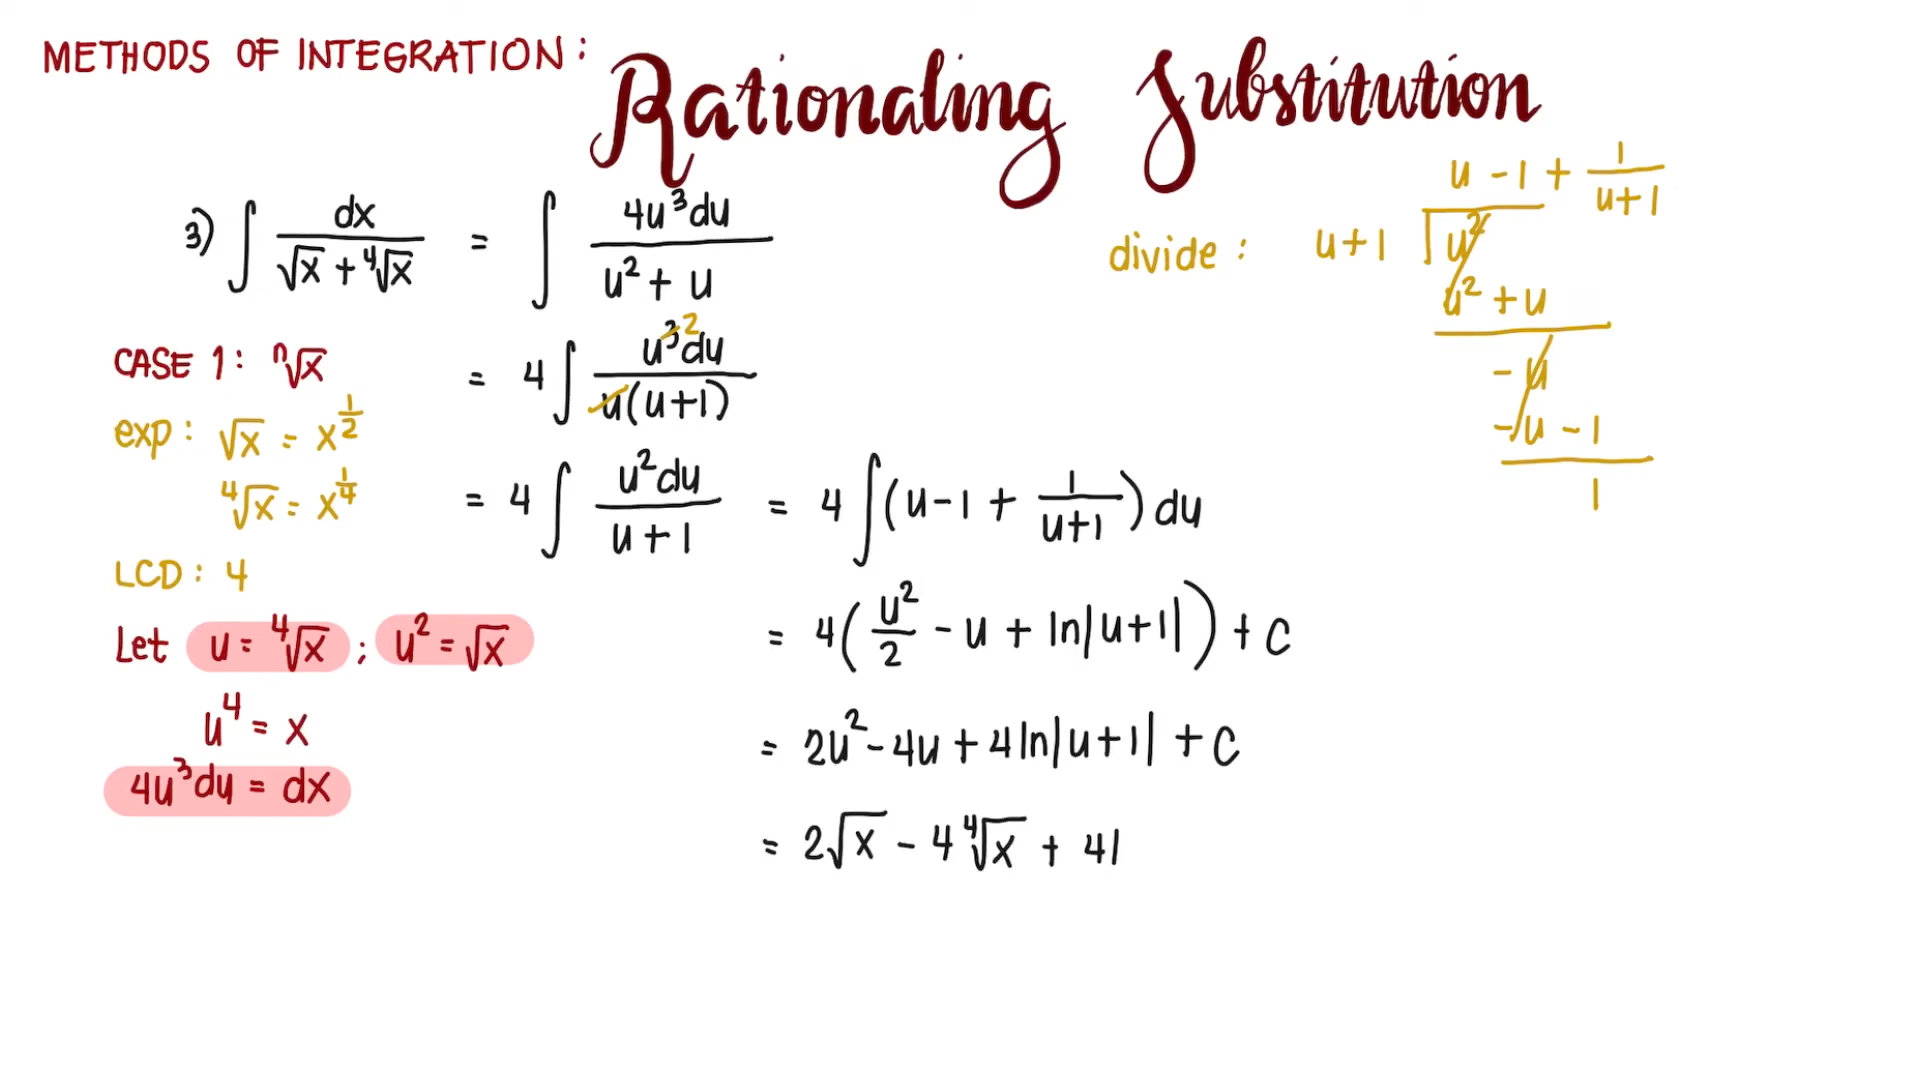 METHODS OF INTEGRATION: Rationaling Substitution
3) ∫ dx / (√x + ⁴√x) = ∫ 4u³du / (u² + u)
= 4 ∫ u³ ² du / u(u+1)
= 4 ∫ u²du / (u + 1) = 4 ∫ (u - 1 + 1/(u+1)) du
= 4(u²/2 - u + ln|u+1|) + C
= 2u² - 4u + 4ln|u+1| + C
= 2√x - 4⁴√x + 4l
CASE 1: ⁿ√x
exp: √x = x^(1/2)
⁴√x = x^(1/4)
LCD: 4
Let u = ⁴√x ; u² = √x
u⁴ = x
4u³du = dx
u - 1 + 1/(u+1)
divide: u+1 √u²
u² + u
- u
- u - 1
1